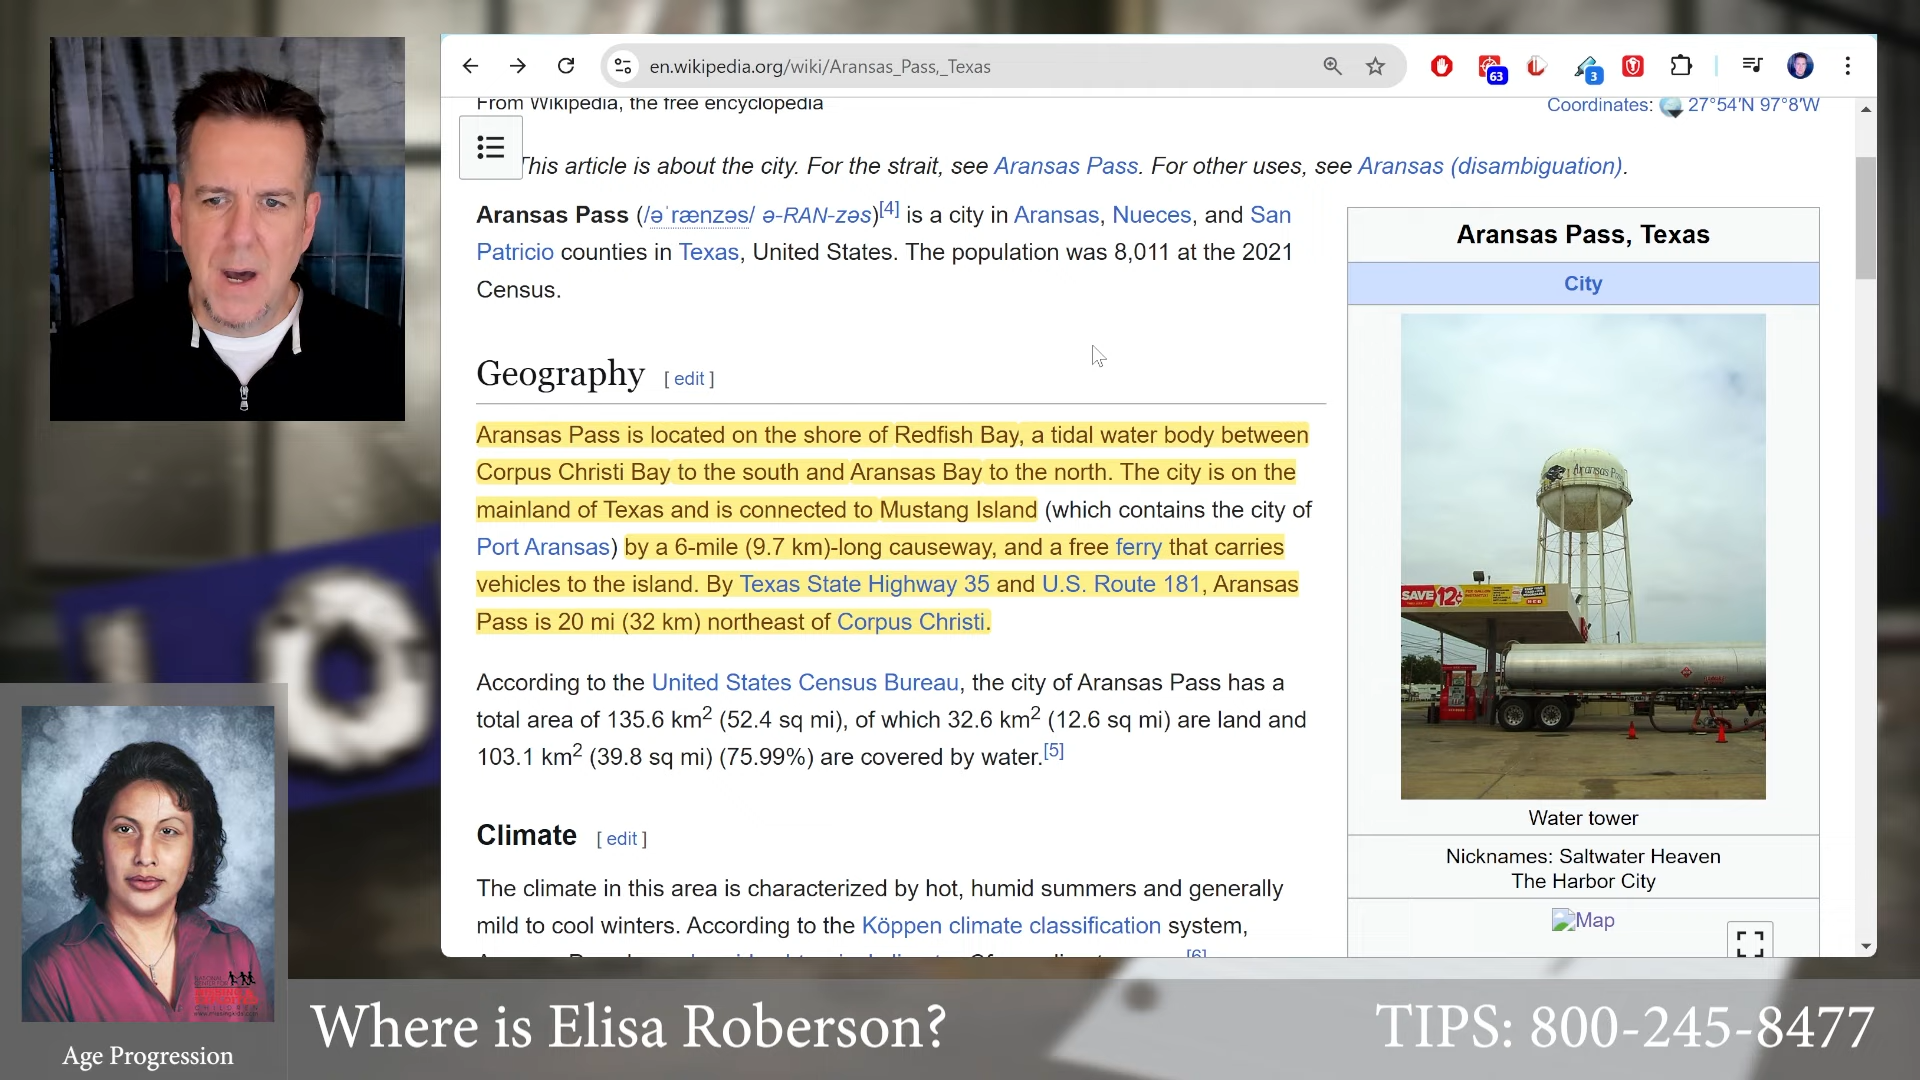 en.wikipedia.org/wiki/Aransas_Pass,_Texas
63
3
From Wikipedia, the free encyclopedia
Coordinates: 27°54′N 97°8′W
This article is about the city. For the strait, see Aransas Pass. For other uses, see Aransas (disambiguation).
Aransas Pass (/əˈrænzəs/ ə-RAN-zəs)[4] is a city in Aransas, Nueces, and San
Patricio counties in Texas, United States. The population was 8,011 at the 2021
Census.
Geography [ edit ]
Aransas Pass is located on the shore of Redfish Bay, a tidal water body between
Corpus Christi Bay to the south and Aransas Bay to the north. The city is on the
mainland of Texas and is connected to Mustang Island (which contains the city of
Port Aransas) by a 6-mile (9.7 km)-long causeway, and a free ferry that carries
vehicles to the island. By Texas State Highway 35 and U.S. Route 181, Aransas
Pass is 20 mi (32 km) northeast of Corpus Christi.
According to the United States Census Bureau, the city of Aransas Pass has a
total area of 135.6 km2 (52.4 sq mi), of which 32.6 km2 (12.6 sq mi) are land and
103.1 km2 (39.8 sq mi) (75.99%) are covered by water.[5]
Climate [ edit ]
The climate in this area is characterized by hot, humid summers and generally
mild to cool winters. According to the Köppen climate classification system,
[6]
Aransas Pass, Texas
City
Aransas Pass
SAVE 12¢
Water tower
Nicknames: Saltwater Heaven
The Harbor City
Map
Age Progression
Where is Elisa Roberson?
TIPS: 800-245-8477